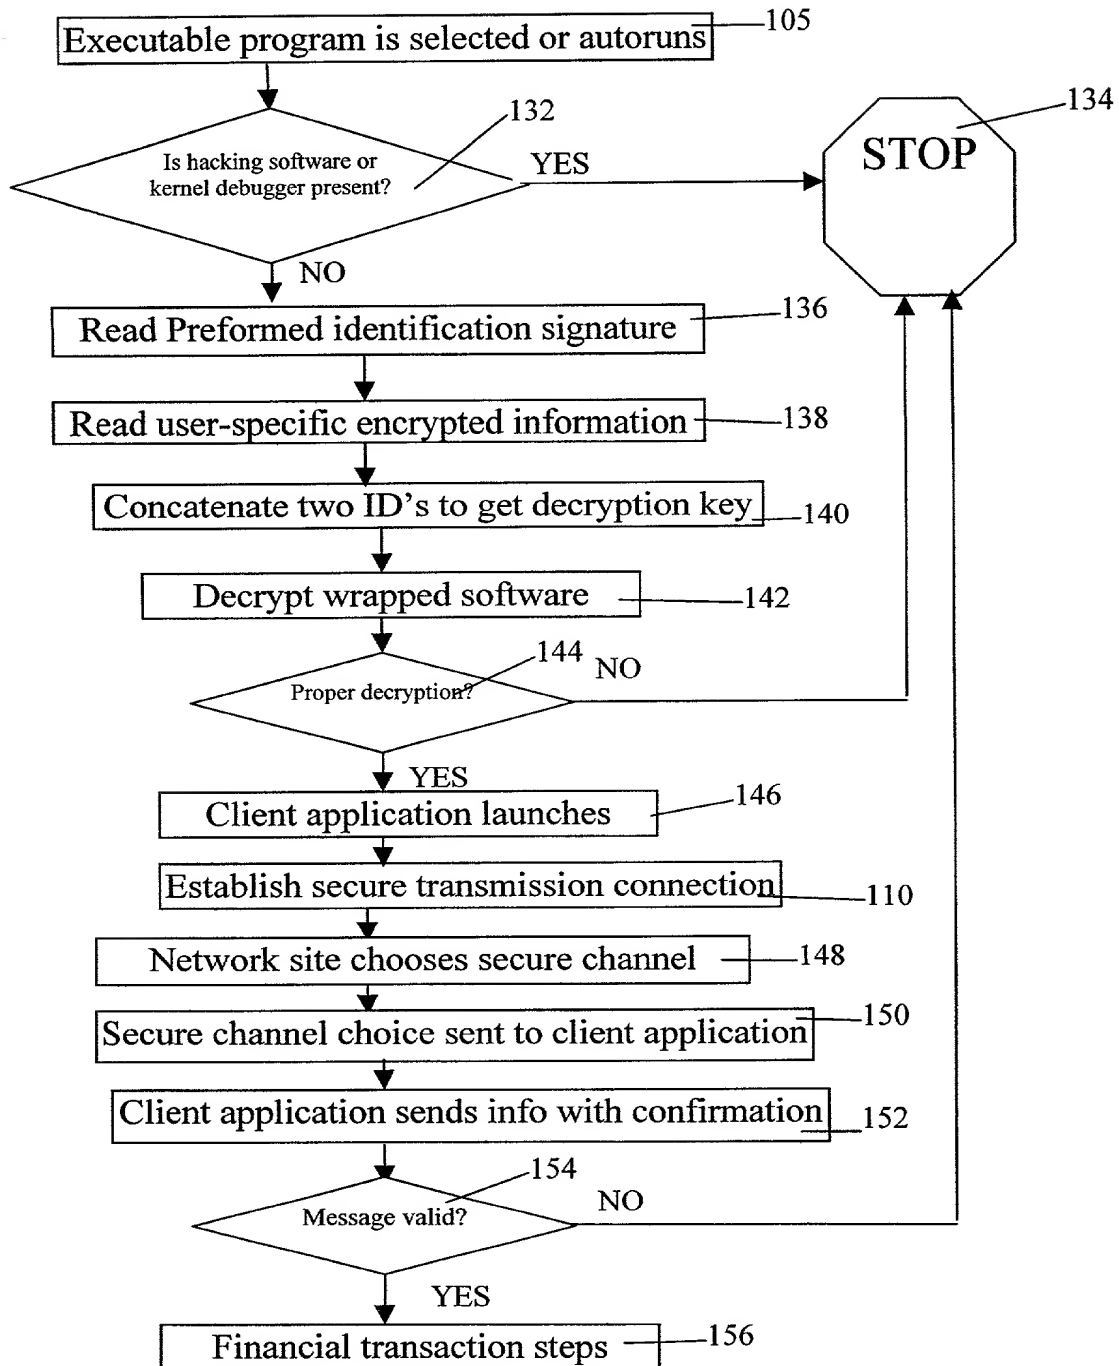 Executable program is selected or autoruns
105
Is hacking software or
kernel debugger present?
132
YES
STOP
134
NO
Read Preformed identification signature
136
Read user-specific encrypted information
138
Concatenate two ID's to get decryption key
140
Decrypt wrapped software
142
Proper decryption?
144
NO
YES
Client application launches
146
Establish secure transmission connection
110
Network site chooses secure channel
148
Secure channel choice sent to client application
150
Client application sends info with confirmation
152
Message valid?
154
NO
YES
Financial transaction steps
156